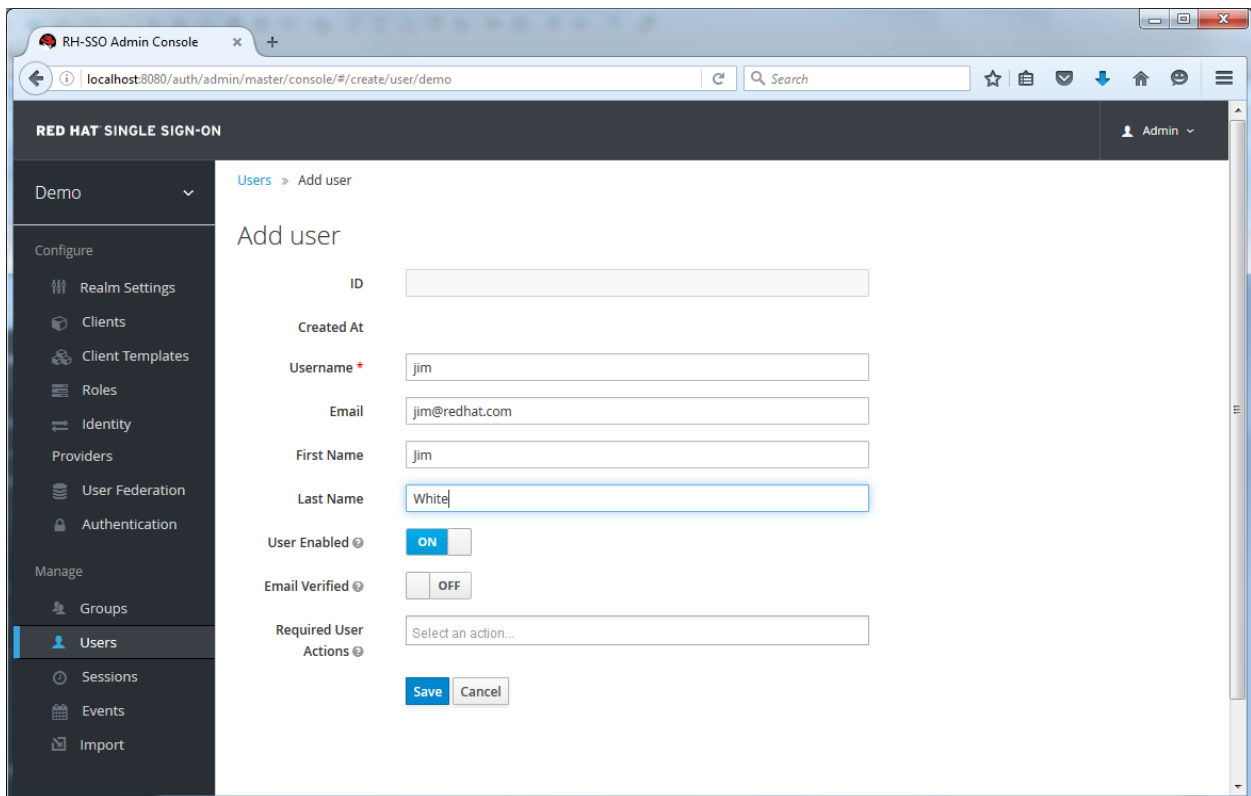 RH-SSO Admin Console
localhost:8080/auth/admin/master/console/#/create/user/demo
Search
RED HAT SINGLE SIGN-ON
Admin
Demo
Users » Add user
Configure
Realm Settings
Clients
Client Templates
Roles
Identity
Providers
User Federation
Authentication
Manage
Groups
Users
Sessions
Events
Import
Add user
ID
Created At
Username * jim
Email jim@redhat.com
First Name Jim
Last Name White
User Enabled ON
Email Verified OFF
Required User Select an action...
Actions
Save Cancel